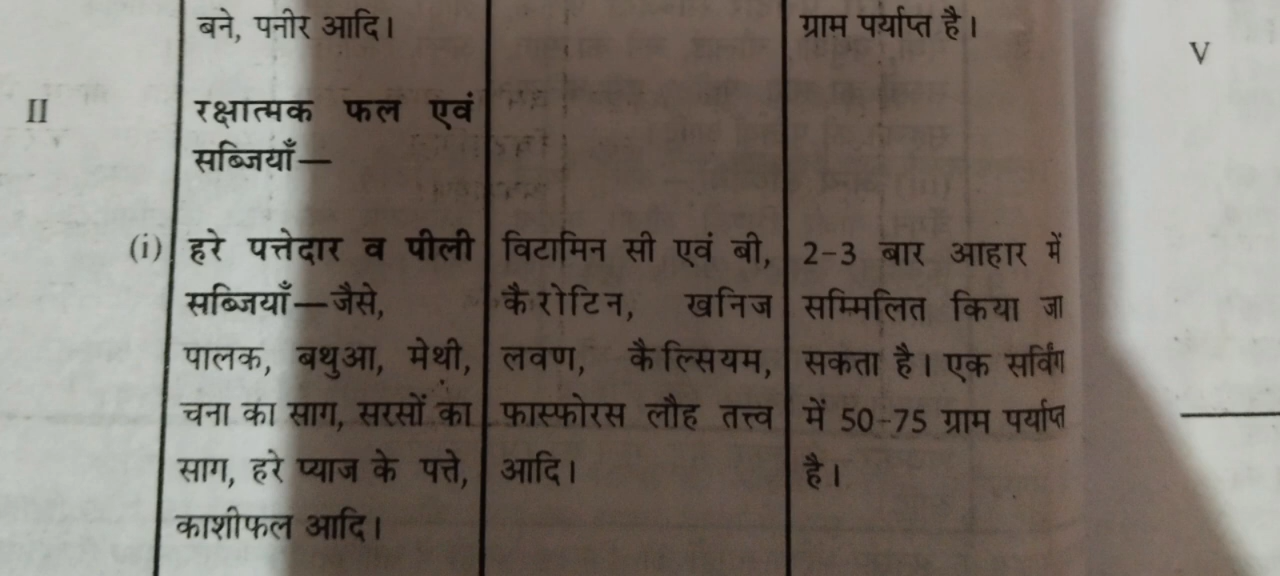 बने, पनीर आदि।
ग्राम पर्याप्त है।
V
II
रक्षात्मक फल एवं
सब्जियाँ—
(i) हरे पत्तेदार व पीली
सब्जियाँ—जैसे,
पालक, बथुआ, मेथी,
चना का साग, सरसों का
साग, हरे प्याज के पत्ते,
काशीफल आदि।
विटामिन सी एवं बी,
कैरोटिन, खनिज
लवण, कैल्सियम,
फास्फोरस लौह तत्त्व
आदि।
2-3 बार आहार में
सम्मिलित किया जा
सकता है। एक सर्विंग
में 50-75 ग्राम पर्याप्त
है।